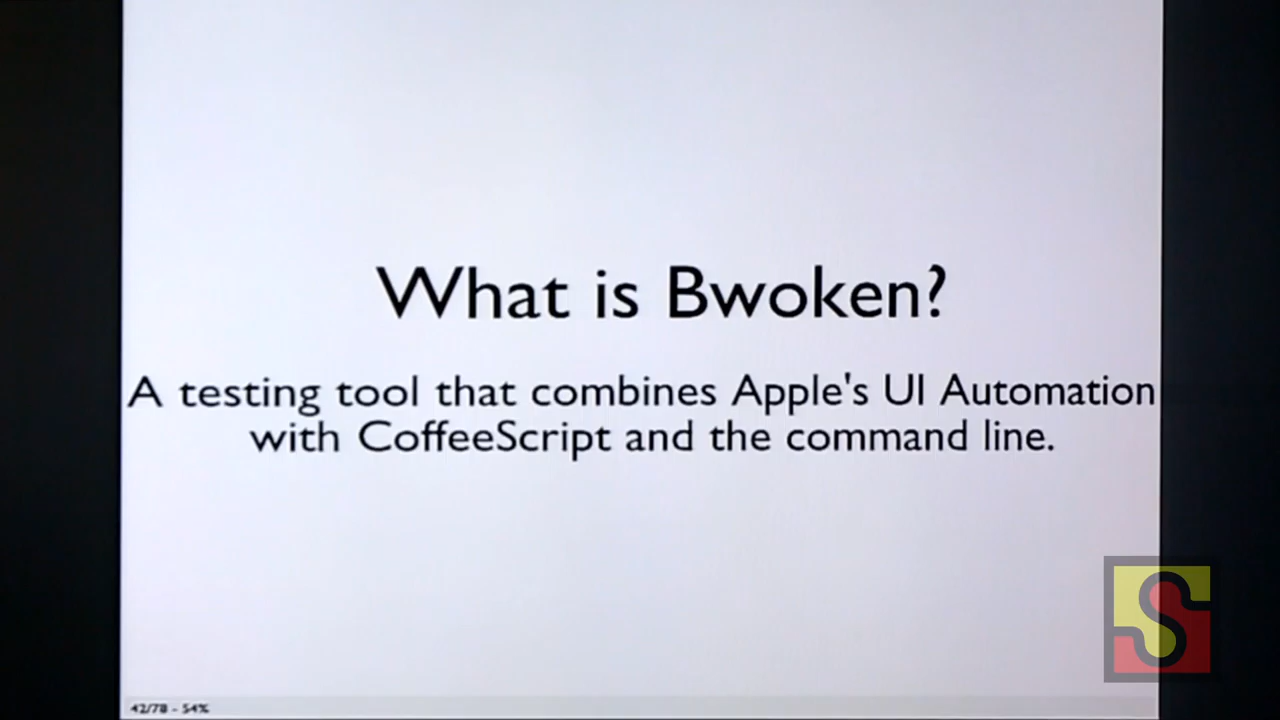 What is Bwoken?
A testing tool that combines Apple's UI Automation
with CoffeeScript and the command line.
42/78 - 54%
S